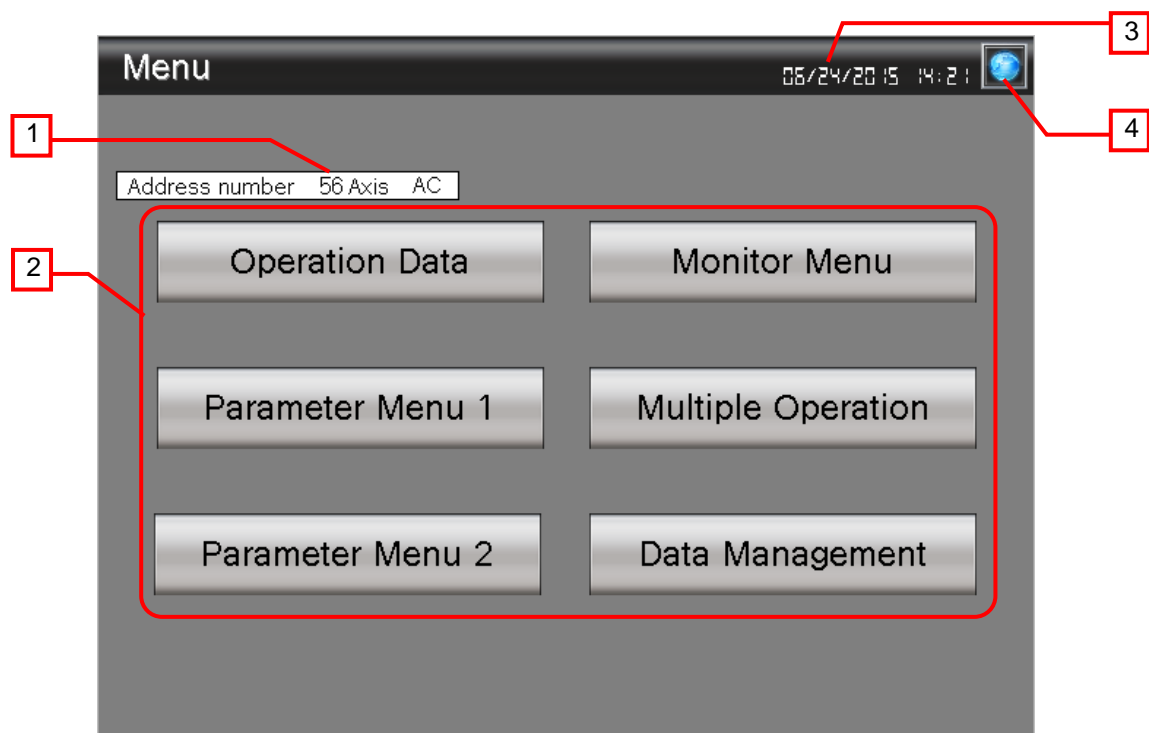 3
Menu
06/24/2015 14:21
1
4
Address number 56 Axis AC
2
Operation Data
Monitor Menu
Parameter Menu 1
Multiple Operation
Parameter Menu 2
Data Management